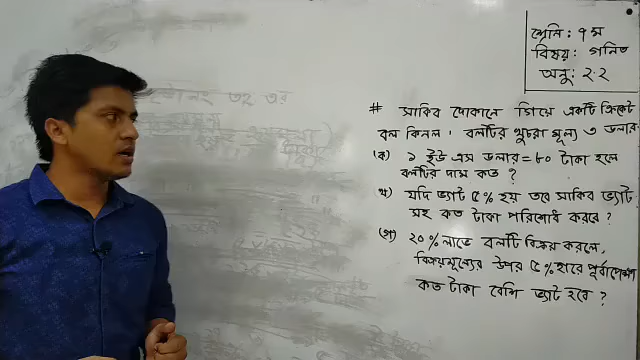 শ্রেনি : ৭ম
বিষয় : গনিত
অনু : ২.২
# সাকিব দোকানে গিয়ে একটি ক্রিকেট
বল কিনল। বলটির খুচরা মূল্য ৩ ডলার
(ক) ১ ইউ এস ডলার = ৮০ টাকা হলে
বলটির দাম কত ?
(খ) যদি ভ্যাট ৫% হয় তবে সাকিব ভ্যাট
সহ কত টাকা পরিশোধ করবে ?
(গ) ২০% লাভে বলটি বিক্রয় করলে,
বিক্রয়মূল্যের উপর ৫% হারে পূর্বাপেক্ষা
কত টাকা বেশি ভ্যাট হবে ?